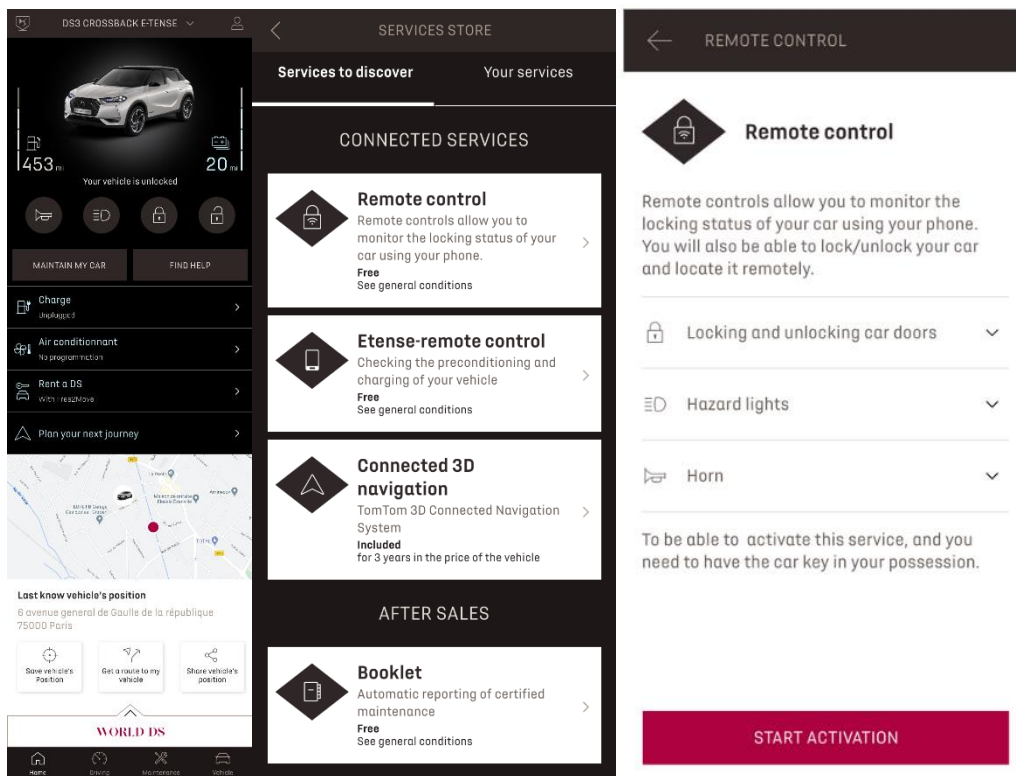 DS3 CROSSBACK E-TENSE
453 mi
20 mi
Your vehicle is unlocked
MAINTAIN MY CAR
FIND HELP
Charge
Unplugged
Air conditionnant
No programmation
Rent a DS
With Free2Move
Plan your next journey
TOTAL
Last know vehicle's position
6 avenue general de Gaulle de la république
75000 Paris
Save vehicle's
Position
Get a route to my
vehicle
Share vehicle's
position
WORLD DS
Home
Driving
Maintenance
Vehicle
SERVICES STORE
Services to discover
Your services
CONNECTED SERVICES
Remote control
Remote controls allow you to
monitor the locking status of your
car using your phone.
Free
See general conditions
Etense-remote control
Checking the preconditioning and
charging of your vehicle
Free
See general conditions
Connected 3D
navigation
TomTom 3D Connected Navigation
System
Included
for 3 years in the price of the vehicle
AFTER SALES
Booklet
Automatic reporting of certified
maintenance
Free
See general conditions
REMOTE CONTROL
Remote control
Remote controls allow you to monitor the
locking status of your car using your phone.
You will also be able to lock/unlock your car
and locate it remotely.
Locking and unlocking car doors
Hazard lights
Horn
To be able to activate this service, and you
need to have the car key in your possession.
START ACTIVATION